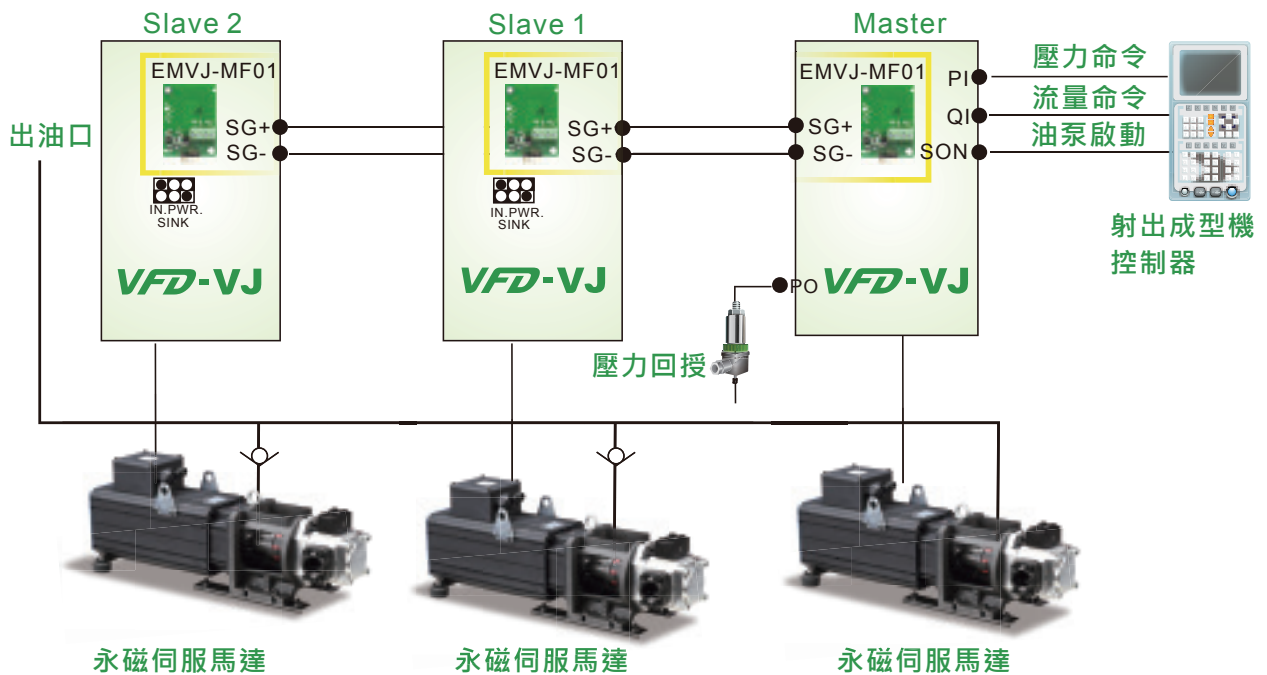 Slave 2
Slave 1
Master
EMVJ-MF01
SG+
SG-
IN.PWR.
SINK
VFD-VJ
EMVJ-MF01
SG+
SG-
IN.PWR.
SINK
VFD-VJ
EMVJ-MF01
SG+
SG-
PI
QI
SON
PO
VFD-VJ
壓力命令
流量命令
油泵啟動
射出成型機
控制器
出油口
壓力回授
永磁伺服馬達
永磁伺服馬達
永磁伺服馬達